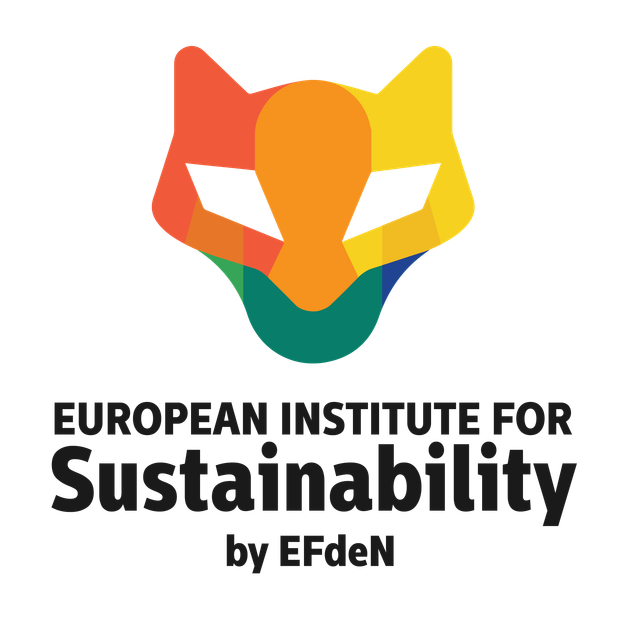 EUROPEAN INSTITUTE FOR
Sustainability
by EFdeN